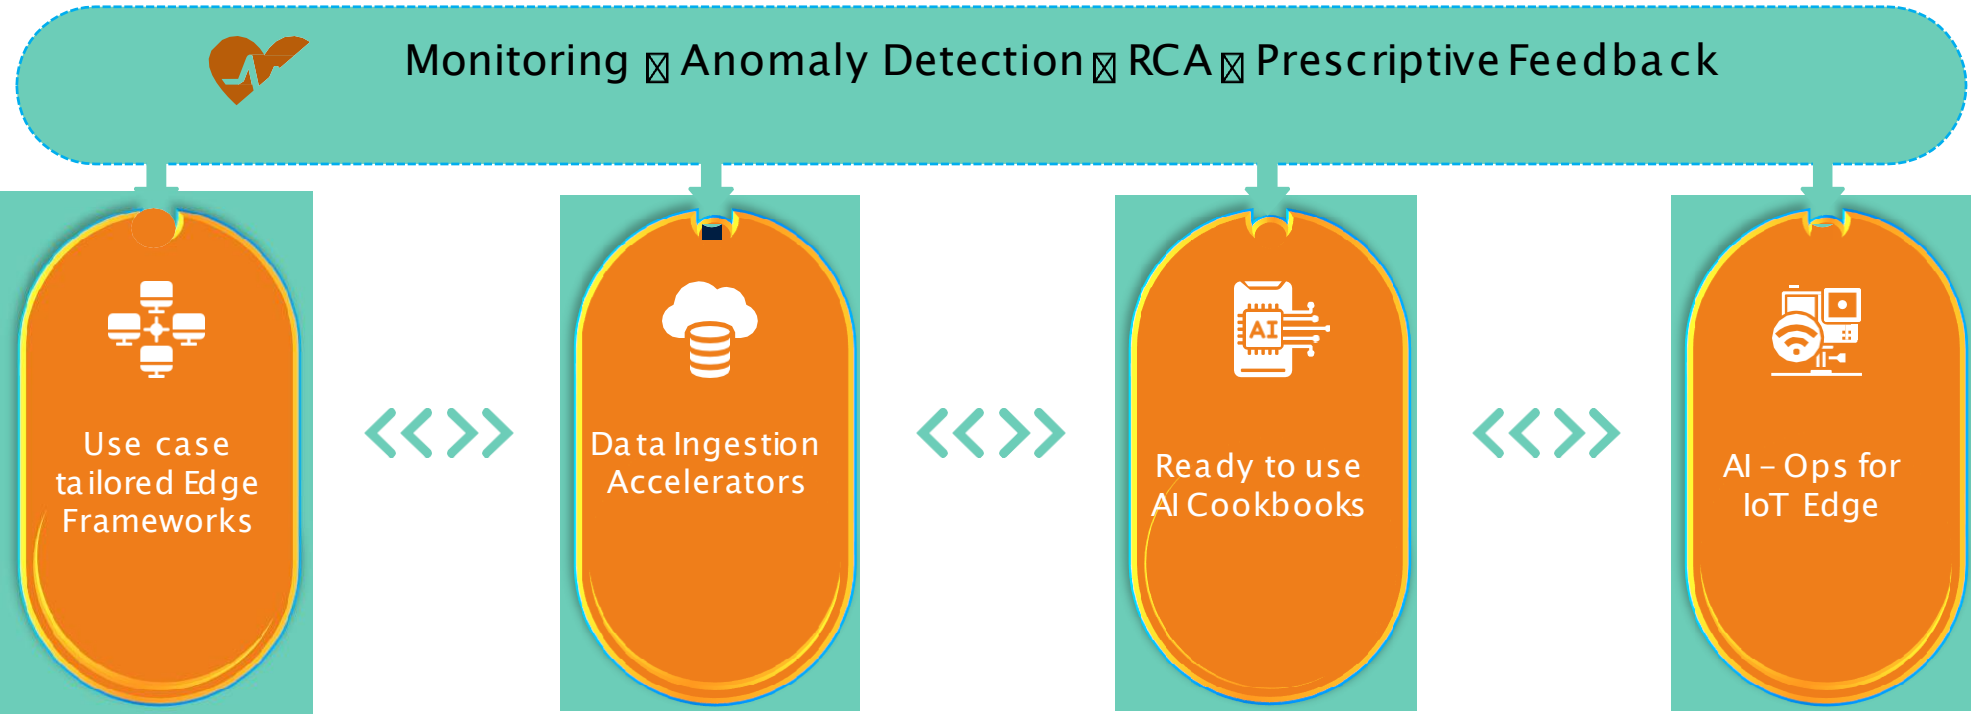 Monitoring  Anomaly Detection  RCA  Prescriptive Feedback
Use case
tailored Edge
Frameworks
Data Ingestion
Accelerators
AI
Ready to use
AI Cookbooks
AI – Ops for
IoT Edge